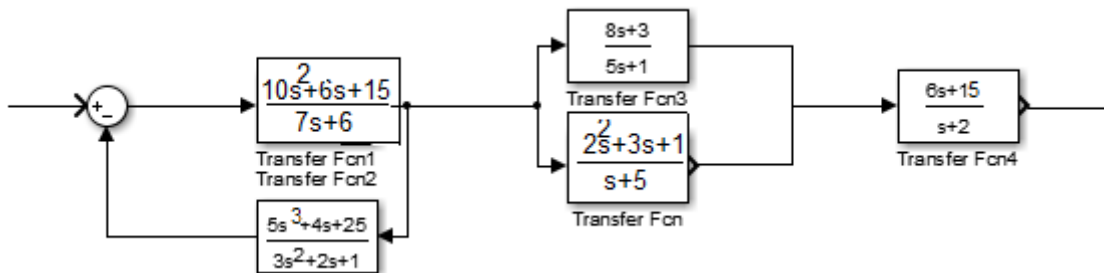 +
−
10s²+6s+15
7s+6
Transfer Fcn1
Transfer Fcn2
5s³+4s+25
3s²+2s+1
8s+3
5s+1
Transfer Fcn3
2s²+3s+1
s+5
Transfer Fcn
6s+15
s+2
Transfer Fcn4